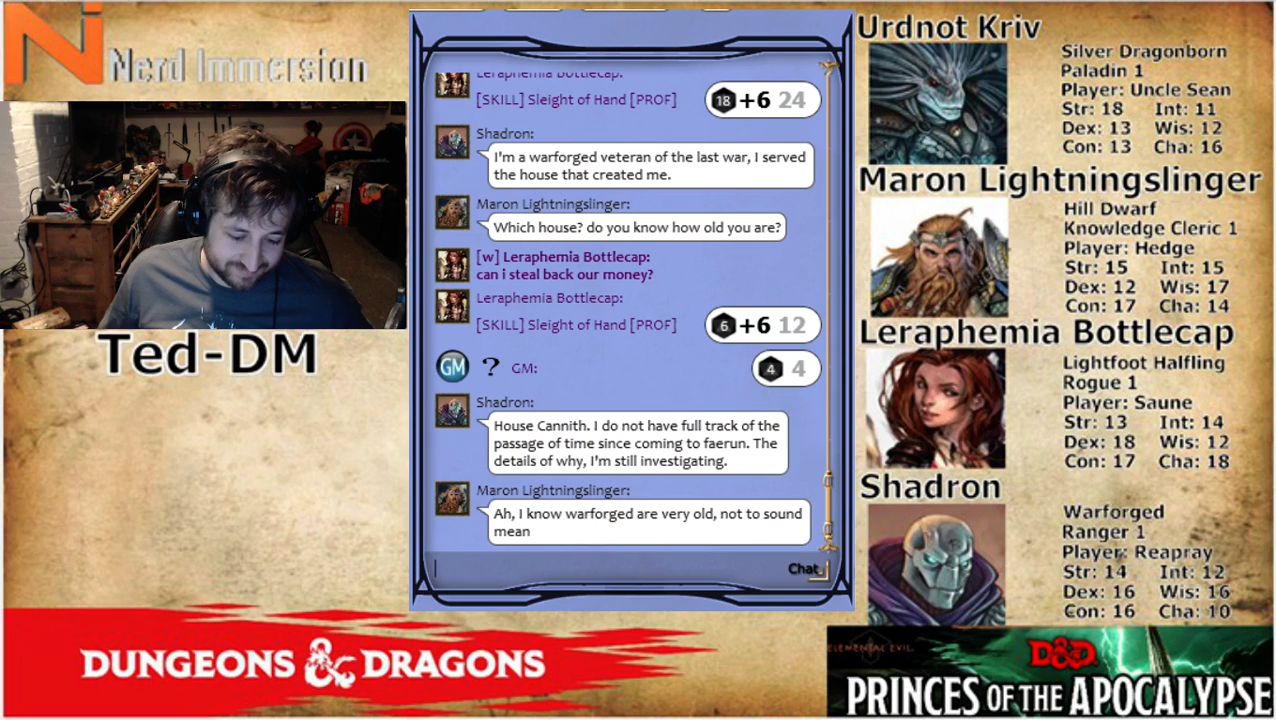 Nerd Immersion
Ted-DM
Leraphemia Bottlecap:
[SKILL] Sleight of Hand [PROF]
18 +6 24
Shadron:
I'm a warforged veteran of the last war, I served
the house that created me.
Maron Lightningslinger:
Which house? do you know how old you are?
[w] Leraphemia Bottlecap:
can i steal back our money?
Leraphemia Bottlecap:
[SKILL] Sleight of Hand [PROF]
6 +6 12
GM ? GM:
4 4
Shadron:
House Cannith. I do not have full track of the
passage of time since coming to faerun. The
details of why, I'm still investigating.
Maron Lightningslinger:
Ah, I know warforged are very old, not to sound
mean
Chat
Urdnot Kriv
Silver Dragonborn
Paladin 1
Player: Uncle Sean
Str: 18 Int: 11
Dex: 13 Wis: 12
Con: 13 Cha: 16
Maron Lightningslinger
Hill Dwarf
Knowledge Cleric 1
Player: Hedge
Str: 15 Int: 15
Dex: 12 Wis: 17
Con: 17 Cha: 14
Leraphemia Bottlecap
Lightfoot Halfling
Rogue 1
Player: Saune
Str: 13 Int: 14
Dex: 18 Wis: 12
Con: 17 Cha: 18
Shadron
Warforged
Ranger 1
Player: Reapray
Str: 14 Int: 12
Dex: 16 Wis: 16
Con: 16 Cha: 10
DUNGEONS & DRAGONS
ELEMENTAL EVIL
D&D
PRINCES OF THE APOCALYPSE